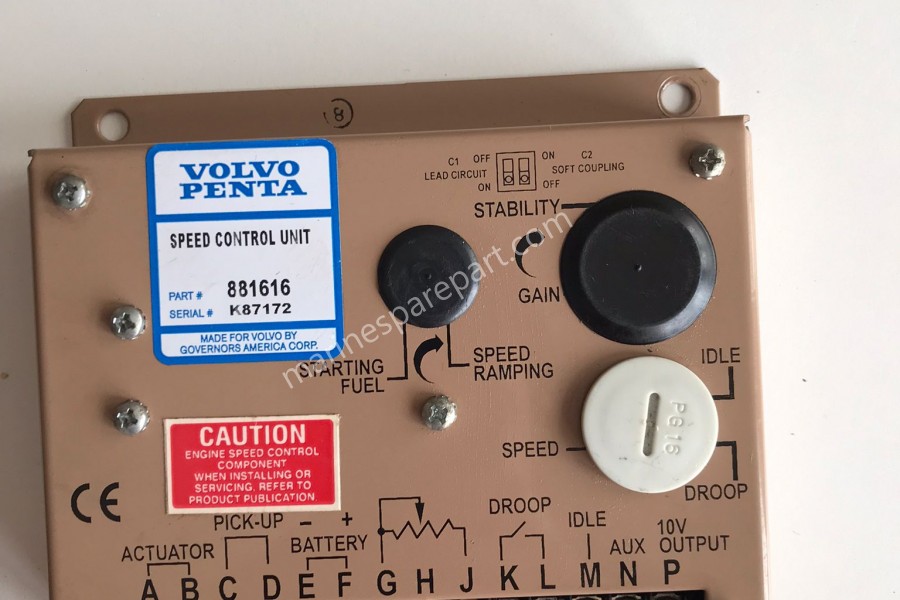 8
VOLVO
PENTA
SPEED CONTROL UNIT
PART # 881616
SERIAL # K87172
MADE FOR VOLVO BY
GOVERNORS AMERICA CORP.
C1 OFF ON C2
LEAD CIRCUIT SOFT COUPLING
ON OFF
STABILITY
GAIN
STARTING
FUEL
SPEED
RAMPING
IDLE
SPEED
PG16
DROOP
marinesparepart.com
CAUTION
ENGINE SPEED CONTROL
COMPONENT
WHEN INSTALLING OR
SERVICING, REFER TO
PRODUCT PUBLICATION
CE
PICK-UP − +
ACTUATOR BATTERY
DROOP IDLE 10V
AUX OUTPUT
A B C D E F G H J K L M N P